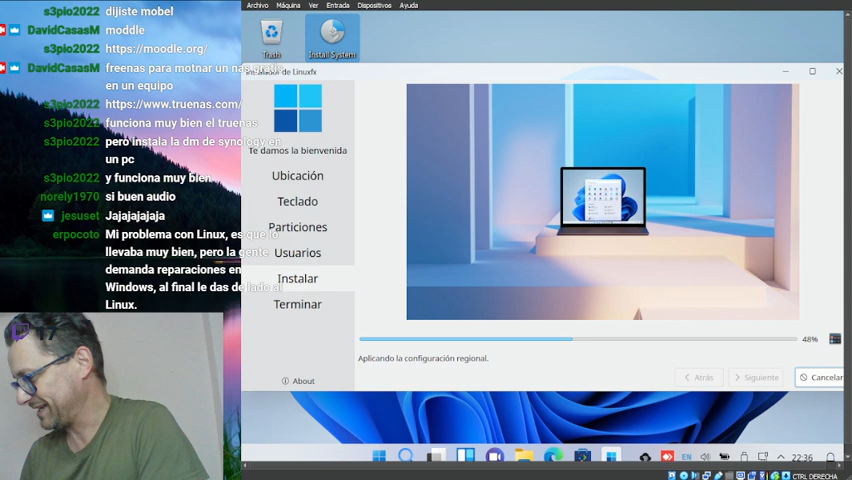 Archivo Máquina Ver Entrada Dispositivos Ayuda
s3pio2022 dijiste mobel
DavidCasasM moddle
s3pio2022 https://moodle.org/
DavidCasasM freenas para motnar un nas gratis
en un equipo
s3pio2022 https://www.truenas.com/
s3pio2022 funciona muy bien el truenas
s3pio2022 pero instala la dm de synology en
un pc
s3pio2022 y funciona muy bien
norely1970 si buen audio
jesuset Jajajajajaja
erpocoto Mi problema con Linux, es que lo
llevaba muy bien, pero la gente
demanda reparaciones en
Windows, al final le das de lado al
Linux.
Trash
Install System
Instalador de Linuxfx
Te damos la bienvenida
Ubicación
Teclado
Particiones
Usuarios
Instalar
Terminar
About
48%
Aplicando la configuración regional.
Atrás
Siguiente
Cancelar
EN
22:36
CTRL DERECHA